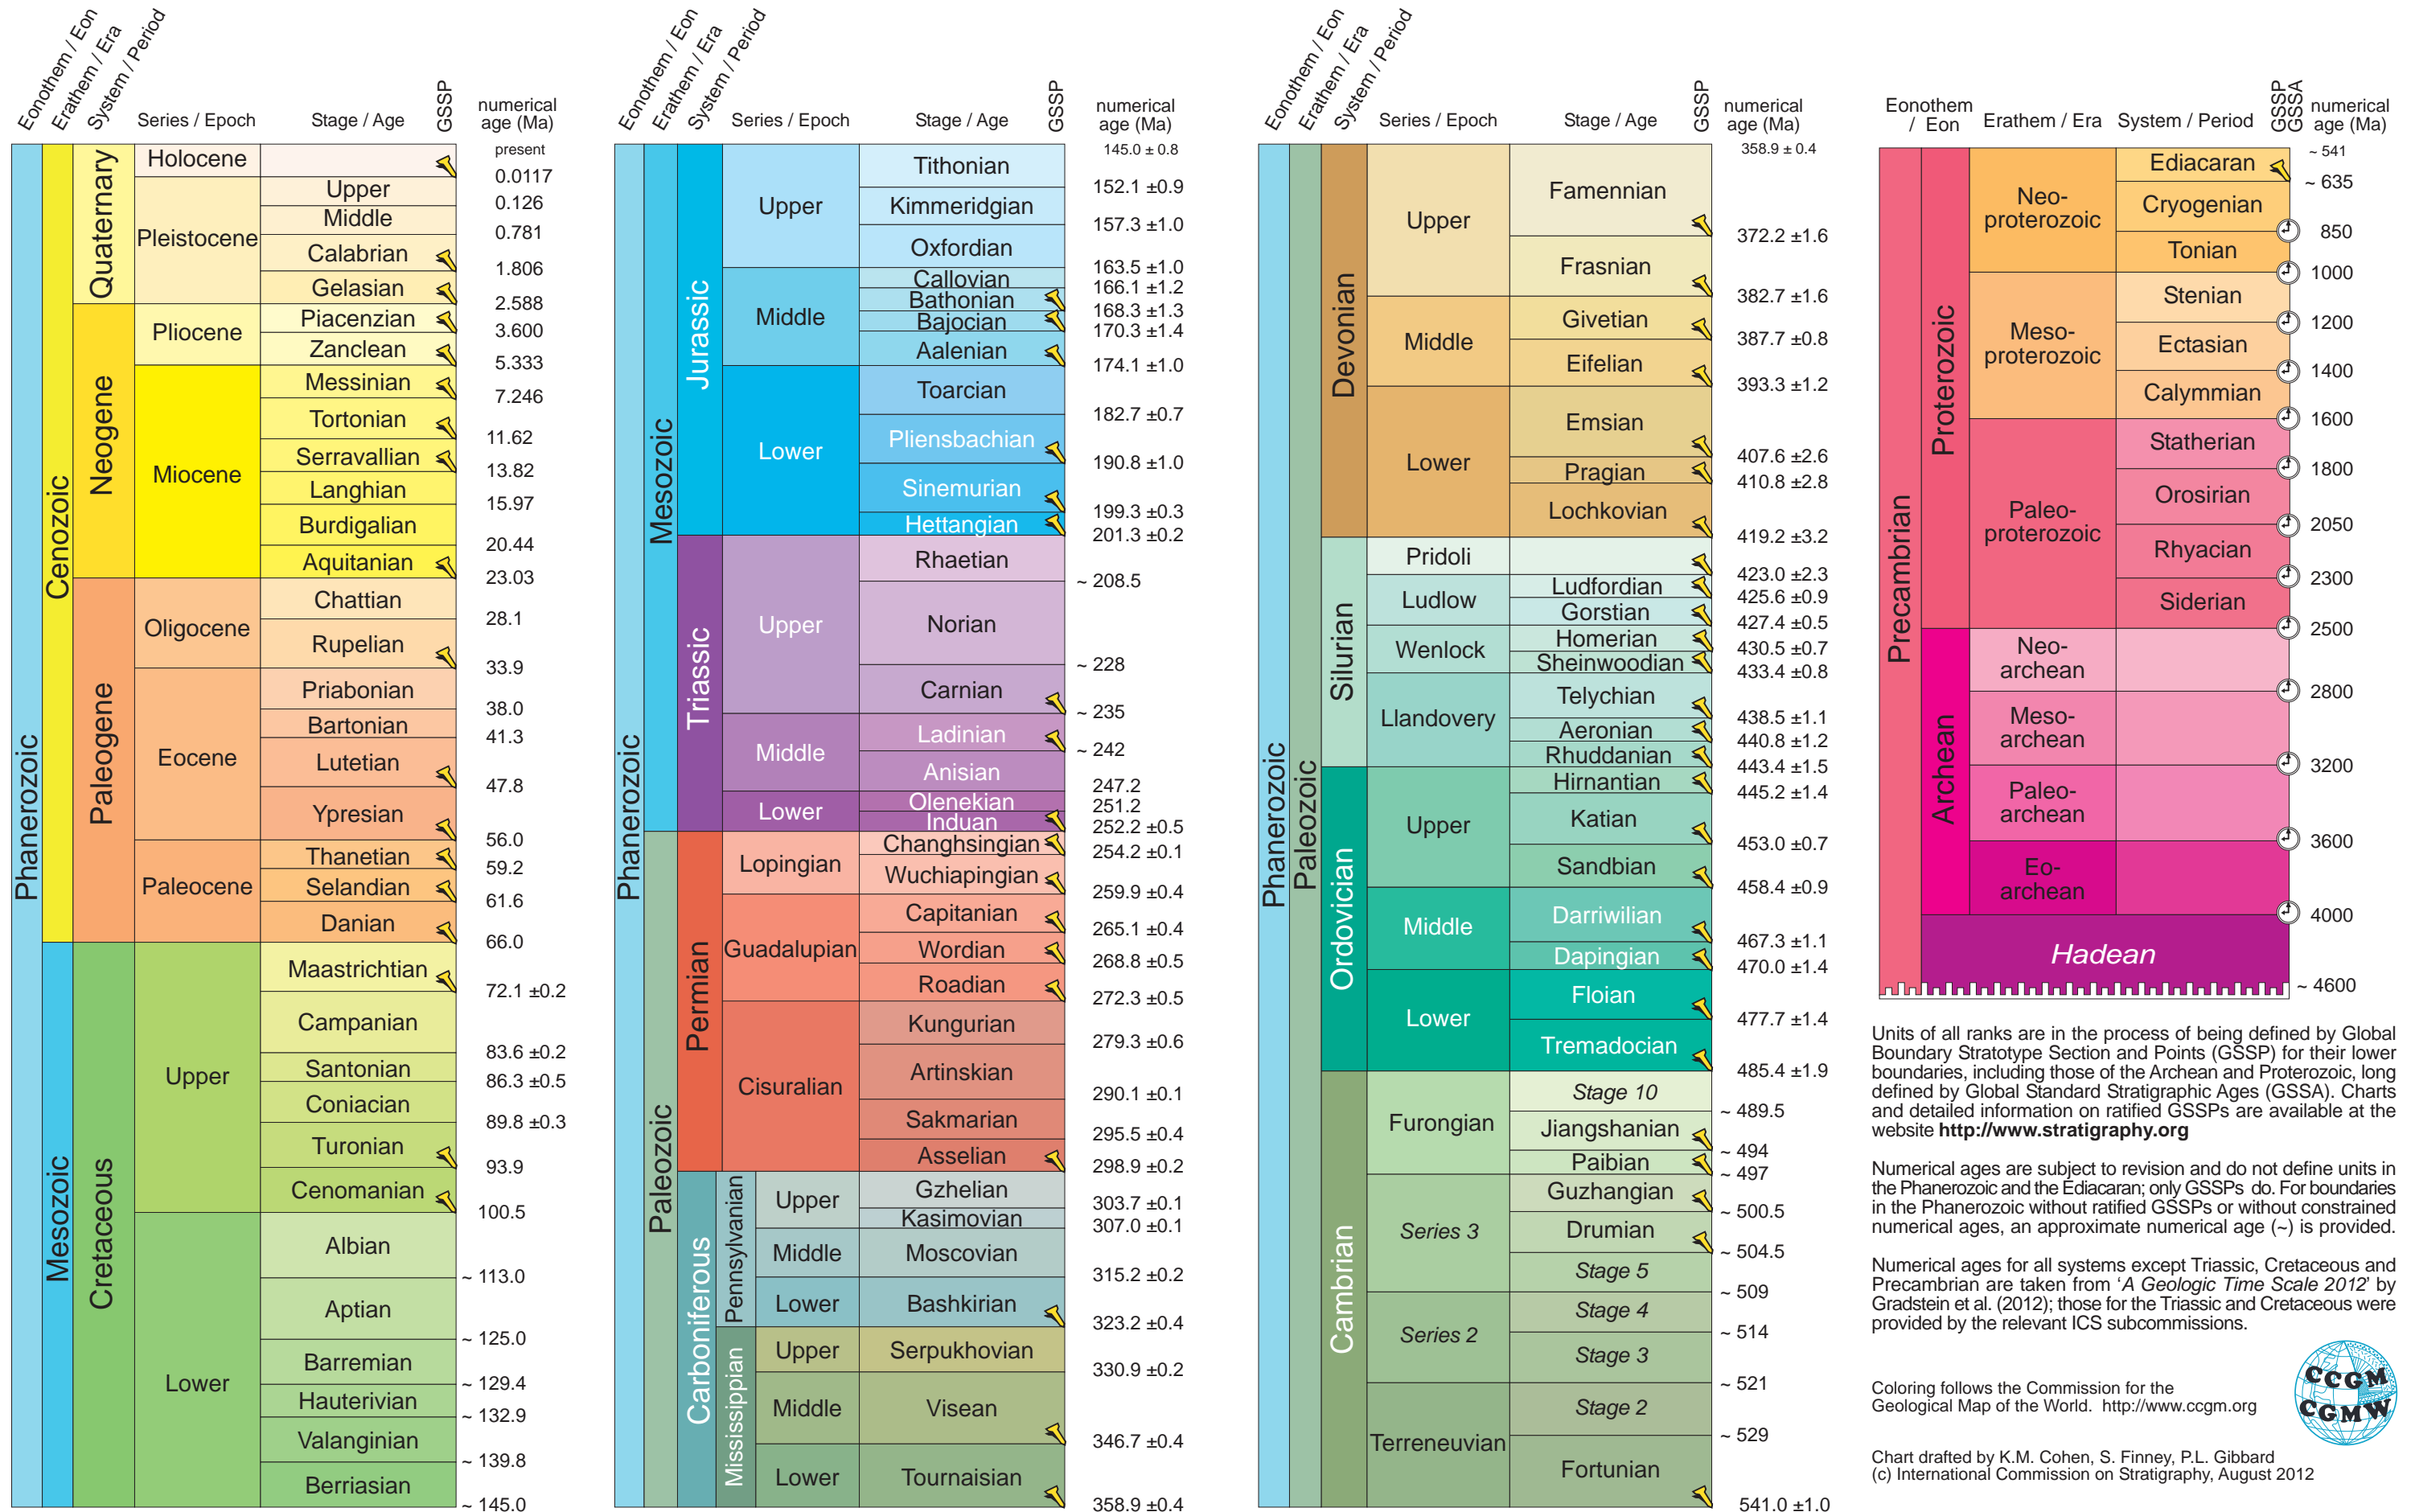 Eonothem / Eon
Erathem / Era
System / Period
Series / Epoch
Stage / Age
GSSP
numerical
age (Ma)
Phanerozoic
Cenozoic
Mesozoic
Quaternary
Neogene
Paleogene
Cretaceous
Holocene
Pleistocene
Pliocene
Miocene
Oligocene
Eocene
Paleocene
Upper
Lower
present
0.0117
Upper
0.126
Middle
0.781
Calabrian
1.806
Gelasian
2.588
Piacenzian
3.600
Zanclean
5.333
Messinian
7.246
Tortonian
11.62
Serravallian
13.82
Langhian
15.97
Burdigalian
20.44
Aquitanian
23.03
Chattian
28.1
Rupelian
33.9
Priabonian
38.0
Bartonian
41.3
Lutetian
47.8
Ypresian
56.0
Thanetian
59.2
Selandian
61.6
Danian
66.0
Maastrichtian
72.1 ±0.2
Campanian
83.6 ±0.2
Santonian
86.3 ±0.5
Coniacian
89.8 ±0.3
Turonian
93.9
Cenomanian
100.5
Albian
~ 113.0
Aptian
~ 125.0
Barremian
~ 129.4
Hauterivian
~ 132.9
Valanginian
~ 139.8
Berriasian
~ 145.0
Eonothem / Eon
Erathem / Era
System / Period
Series / Epoch
Stage / Age
GSSP
numerical
age (Ma)
Phanerozoic
Mesozoic
Paleozoic
Jurassic
Triassic
Permian
Carboniferous
Pennsylvanian
Mississippian
Upper
Middle
Lower
Upper
Middle
Lower
Lopingian
Guadalupian
Cisuralian
Upper
Middle
Lower
Upper
Middle
Lower
145.0 ± 0.8
Tithonian
152.1 ±0.9
Kimmeridgian
157.3 ±1.0
Oxfordian
163.5 ±1.0
Callovian
166.1 ±1.2
Bathonian
168.3 ±1.3
Bajocian
170.3 ±1.4
Aalenian
174.1 ±1.0
Toarcian
182.7 ±0.7
Pliensbachian
190.8 ±1.0
Sinemurian
199.3 ±0.3
Hettangian
201.3 ±0.2
Rhaetian
~ 208.5
Norian
~ 228
Carnian
~ 235
Ladinian
~ 242
Anisian
247.2
Olenekian
251.2
Induan
252.2 ±0.5
Changhsingian
254.2 ±0.1
Wuchiapingian
259.9 ±0.4
Capitanian
265.1 ±0.4
Wordian
268.8 ±0.5
Roadian
272.3 ±0.5
Kungurian
279.3 ±0.6
Artinskian
290.1 ±0.1
Sakmarian
295.5 ±0.4
Asselian
298.9 ±0.2
Gzhelian
303.7 ±0.1
Kasimovian
307.0 ±0.1
Moscovian
315.2 ±0.2
Bashkirian
323.2 ±0.4
Serpukhovian
330.9 ±0.2
Visean
346.7 ±0.4
Tournaisian
358.9 ±0.4
Eonothem / Eon
Erathem / Era
System / Period
Series / Epoch
Stage / Age
GSSP
numerical
age (Ma)
Phanerozoic
Paleozoic
Devonian
Silurian
Ordovician
Cambrian
Upper
Middle
Lower
Pridoli
Ludlow
Wenlock
Llandovery
Upper
Middle
Lower
Furongian
Series 3
Series 2
Terreneuvian
358.9 ± 0.4
Famennian
372.2 ±1.6
Frasnian
382.7 ±1.6
Givetian
387.7 ±0.8
Eifelian
393.3 ±1.2
Emsian
407.6 ±2.6
Pragian
410.8 ±2.8
Lochkovian
419.2 ±3.2
423.0 ±2.3
Ludfordian
425.6 ±0.9
Gorstian
427.4 ±0.5
Homerian
430.5 ±0.7
Sheinwoodian
433.4 ±0.8
Telychian
438.5 ±1.1
Aeronian
440.8 ±1.2
Rhuddanian
443.4 ±1.5
Hirnantian
445.2 ±1.4
Katian
453.0 ±0.7
Sandbian
458.4 ±0.9
Darriwilian
467.3 ±1.1
Dapingian
470.0 ±1.4
Floian
477.7 ±1.4
Tremadocian
485.4 ±1.9
Stage 10
~ 489.5
Jiangshanian
~ 494
Paibian
~ 497
Guzhangian
~ 500.5
Drumian
~ 504.5
Stage 5
~ 509
Stage 4
~ 514
Stage 3
~ 521
Stage 2
~ 529
Fortunian
541.0 ±1.0
Eonothem
/ Eon
Erathem / Era
System / Period
GSSP
GSSA
numerical
age (Ma)
Precambrian
Proterozoic
Archean
Hadean
Neo-
proterozoic
Meso-
proterozoic
Paleo-
proterozoic
Neo-
archean
Meso-
archean
Paleo-
archean
Eo-
archean
~ 541
Ediacaran
~ 635
Cryogenian
850
Tonian
1000
Stenian
1200
Ectasian
1400
Calymmian
1600
Statherian
1800
Orosirian
2050
Rhyacian
2300
Siderian
2500
2800
3200
3600
4000
~ 4600
Units of all ranks are in the process of being defined by Global
Boundary Stratotype Section and Points (GSSP) for their lower
boundaries, including those of the Archean and Proterozoic, long
defined by Global Standard Stratigraphic Ages (GSSA). Charts
and detailed information on ratified GSSPs are available at the
website http://www.stratigraphy.org
Numerical ages are subject to revision and do not define units in
the Phanerozoic and the Ediacaran; only GSSPs do. For boundaries
in the Phanerozoic without ratified GSSPs or without constrained
numerical ages, an approximate numerical age (~) is provided.
Numerical ages for all systems except Triassic, Cretaceous and
Precambrian are taken from ‘A Geologic Time Scale 2012’ by
Gradstein et al. (2012); those for the Triassic and Cretaceous were
provided by the relevant ICS subcommissions.
Coloring follows the Commission for the
Geological Map of the World. http://www.ccgm.org
CCGM
CGMW
Chart drafted by K.M. Cohen, S. Finney, P.L. Gibbard
(c) International Commission on Stratigraphy, August 2012